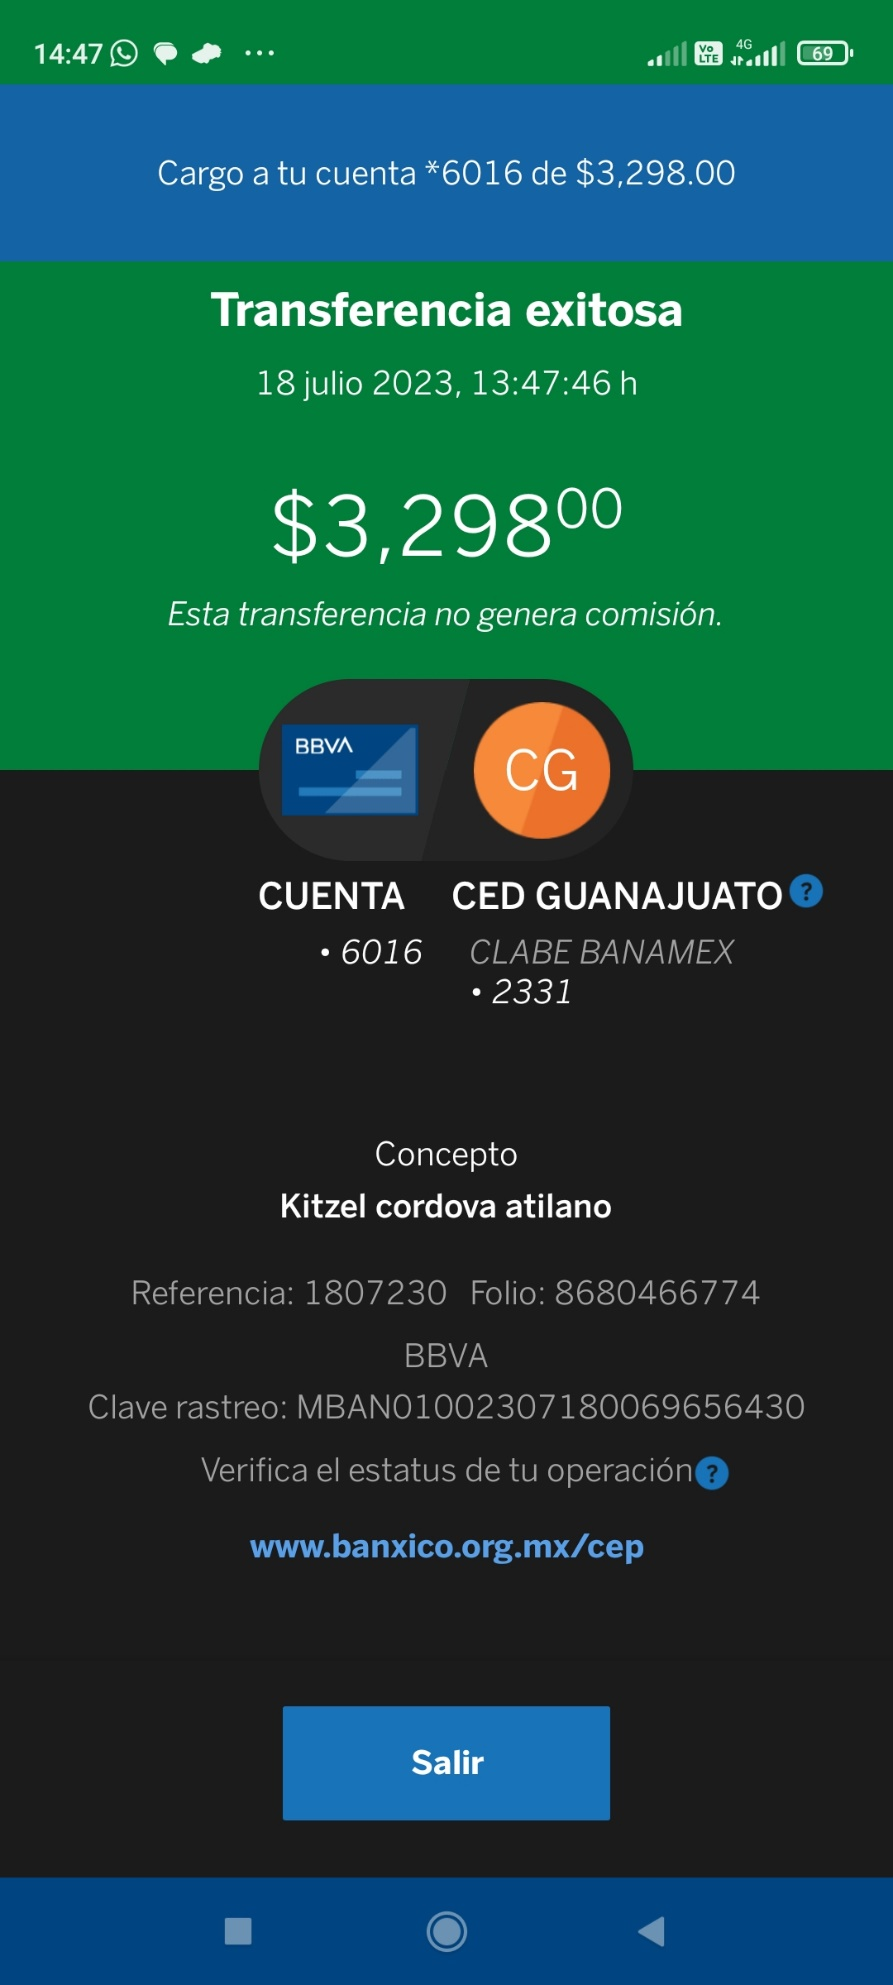 14:47
Vo
LTE
4G
69
Cargo a tu cuenta *6016 de $3,298.00
Transferencia exitosa
18 julio 2023, 13:47:46 h
$3,29800
Esta transferencia no genera comisión.
BBVA
CG
CUENTA
• 6016
CED GUANAJUATO ?
CLABE BANAMEX
• 2331
Concepto
Kitzel cordova atilano
Referencia: 1807230 Folio: 8680466774
BBVA
Clave rastreo: MBAN01002307180069656430
Verifica el estatus de tu operación ?
www.banxico.org.mx/cep
Salir